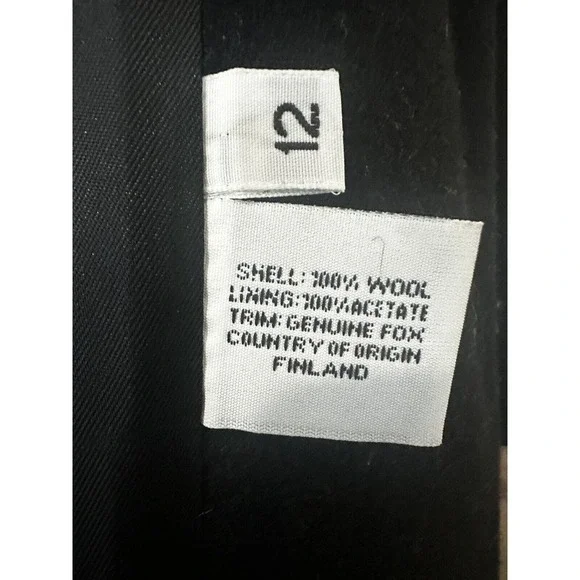 12
SHELL: 100% WOOL
LINING: 100% ACETATE
TRIM: GENUINE FOX
COUNTRY OF ORIGIN
FINLAND